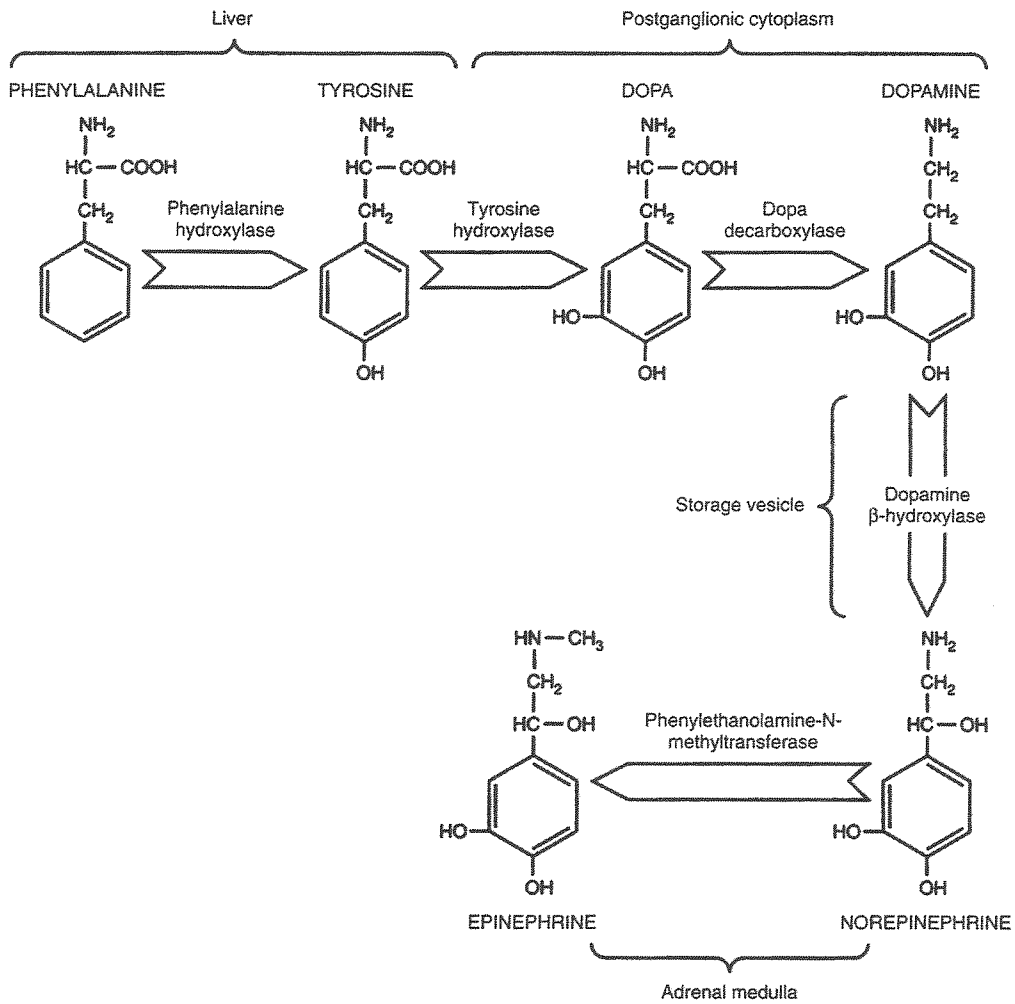 Liver
Postganglionic cytoplasm
PHENYLALANINE
TYROSINE
DOPA
DOPAMINE
NH₂
NH₂
NH₂
NH₂
HC—COOH
HC—COOH
HC—COOH
CH₂
CH₂
CH₂
CH₂
CH₂
Phenylalanine
hydroxylase
Tyrosine
hydroxylase
Dopa
decarboxylase
HO
HO
OH
OH
OH
Storage vesicle
Dopamine
β-hydroxylase
HN—CH₃
NH₂
CH₂
CH₂
HC—OH
HC—OH
Phenylethanolamine-N-
methyltransferase
HO
HO
OH
OH
EPINEPHRINE
NOREPINEPHRINE
Adrenal medulla